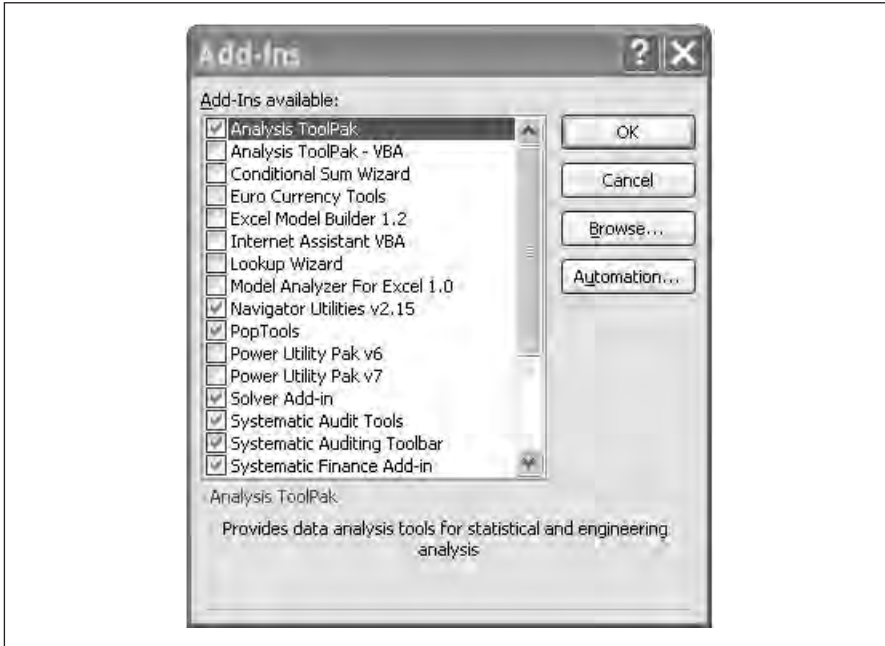 Add-Ins
Add-Ins available:
Analysis ToolPak
Analysis ToolPak - VBA
Conditional Sum Wizard
Euro Currency Tools
Excel Model Builder 1.2
Internet Assistant VBA
Lookup Wizard
Model Analyzer For Excel 1.0
Navigator Utilities v2.15
PopTools
Power Utility Pak v6
Power Utility Pak v7
Solver Add-in
Systematic Audit Tools
Systematic Auditing Toolbar
Systematic Finance Add-in
OK
Cancel
Browse...
Automation...
Analysis ToolPak
Provides data analysis tools for statistical and engineering
analysis